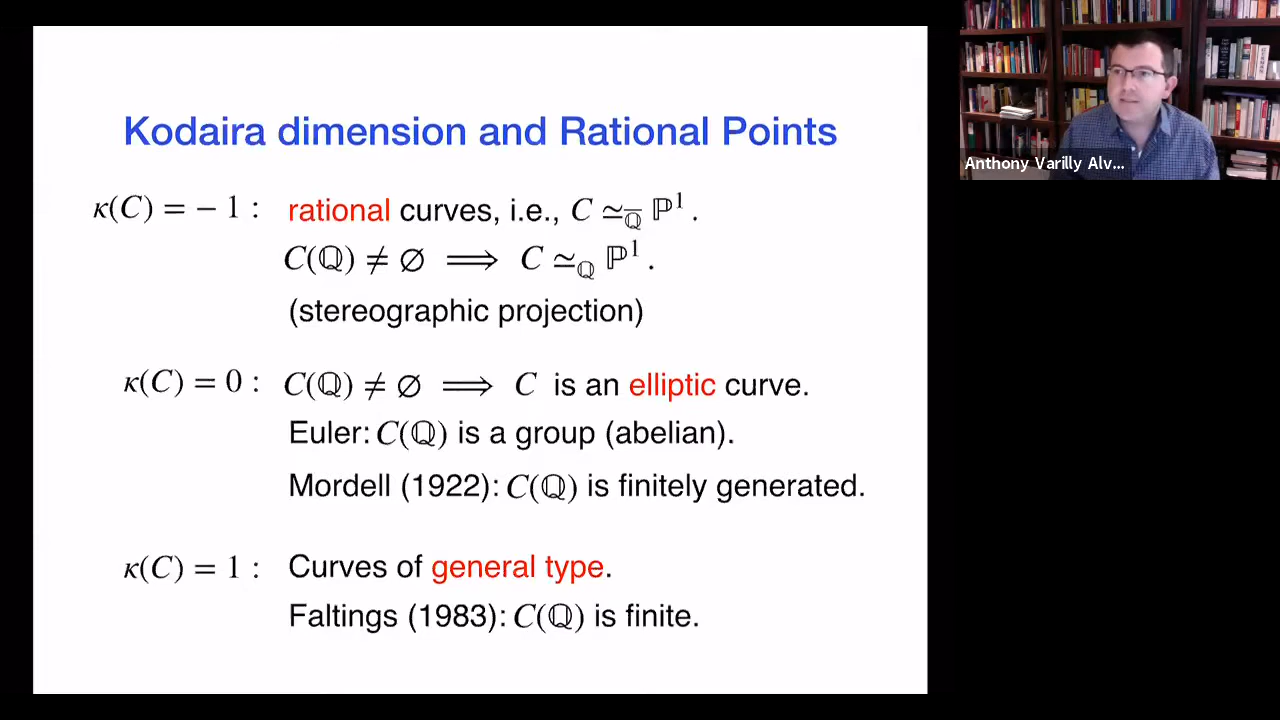 Kodaira dimension and Rational Points
κ(C) = − 1 : rational curves, i.e., C ≃_ℚ̅ ℙ¹ .
C(ℚ) ≠ ∅ ⟹ C ≃_ℚ ℙ¹ .
(stereographic projection)
κ(C) = 0 : C(ℚ) ≠ ∅ ⟹ C is an elliptic curve.
Euler: C(ℚ) is a group (abelian).
Mordell (1922): C(ℚ) is finitely generated.
κ(C) = 1 : Curves of general type.
Faltings (1983): C(ℚ) is finite.
Anthony Varilly Alv...